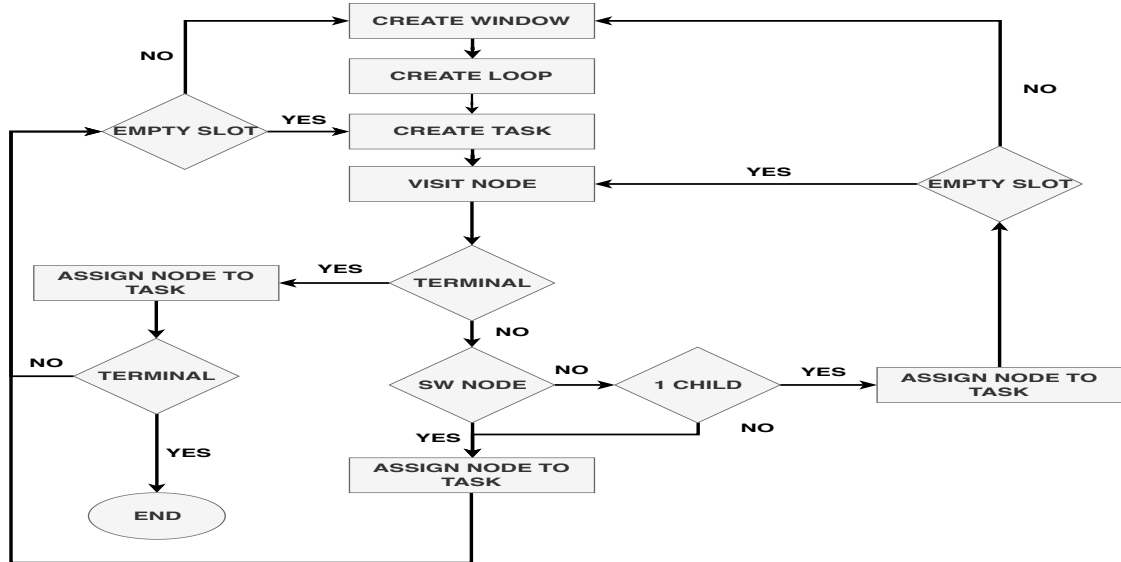 CREATE WINDOW
NO
CREATE LOOP
NO
EMPTY SLOT
YES
CREATE TASK
VISIT NODE
YES
EMPTY SLOT
ASSIGN NODE TO
TASK
YES
TERMINAL
NO
NO
TERMINAL
SW NODE
NO
1 CHILD
YES
ASSIGN NODE TO
TASK
YES
NO
YES
ASSIGN NODE TO
TASK
END